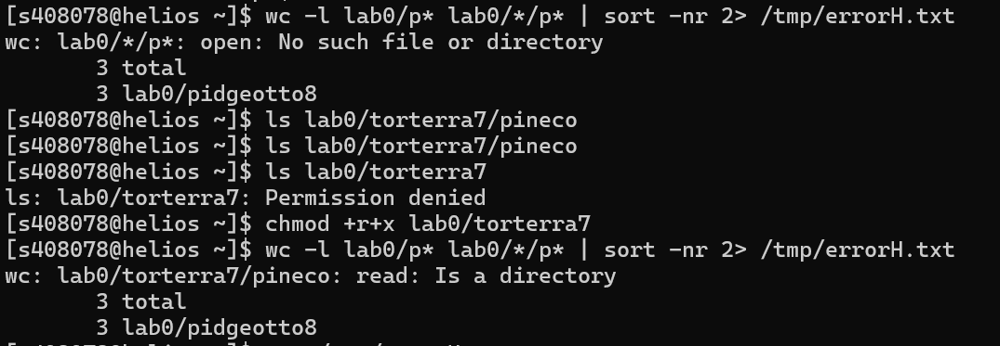 [s408078@helios ~]$ wc -l lab0/p* lab0/*/p* | sort -nr 2> /tmp/errorH.txt
wc: lab0/*/p*: open: No such file or directory
       3 total
       3 lab0/pidgeotto8
[s408078@helios ~]$ ls lab0/torterra7/pineco
[s408078@helios ~]$ ls lab0/torterra7/pineco
[s408078@helios ~]$ ls lab0/torterra7
ls: lab0/torterra7: Permission denied
[s408078@helios ~]$ chmod +r+x lab0/torterra7
[s408078@helios ~]$ wc -l lab0/p* lab0/*/p* | sort -nr 2> /tmp/errorH.txt
wc: lab0/torterra7/pineco: read: Is a directory
       3 total
       3 lab0/pidgeotto8